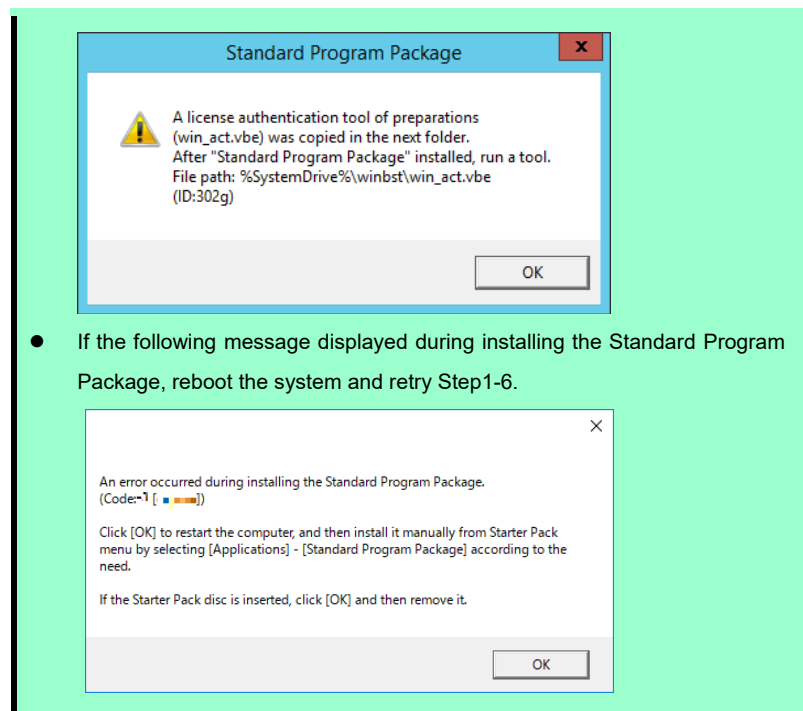 Standard Program Package
x
A license authentication tool of preparations
(win_act.vbe) was copied in the next folder.
After "Standard Program Package" installed, run a tool.
File path: %SystemDrive%\winbst\win_act.vbe
(ID:302g)
OK
● If the following message displayed during installing the Standard Program
Package, reboot the system and retry Step1-6.
An error occurred during installing the Standard Program Package.
(Code:
Click [OK] to restart the computer, and then install it manually from Starter Pack
menu by selecting [Applications] - [Standard Program Package] according to the
need.
If the Starter Pack disc is inserted, click [OK] and then remove it.
OK